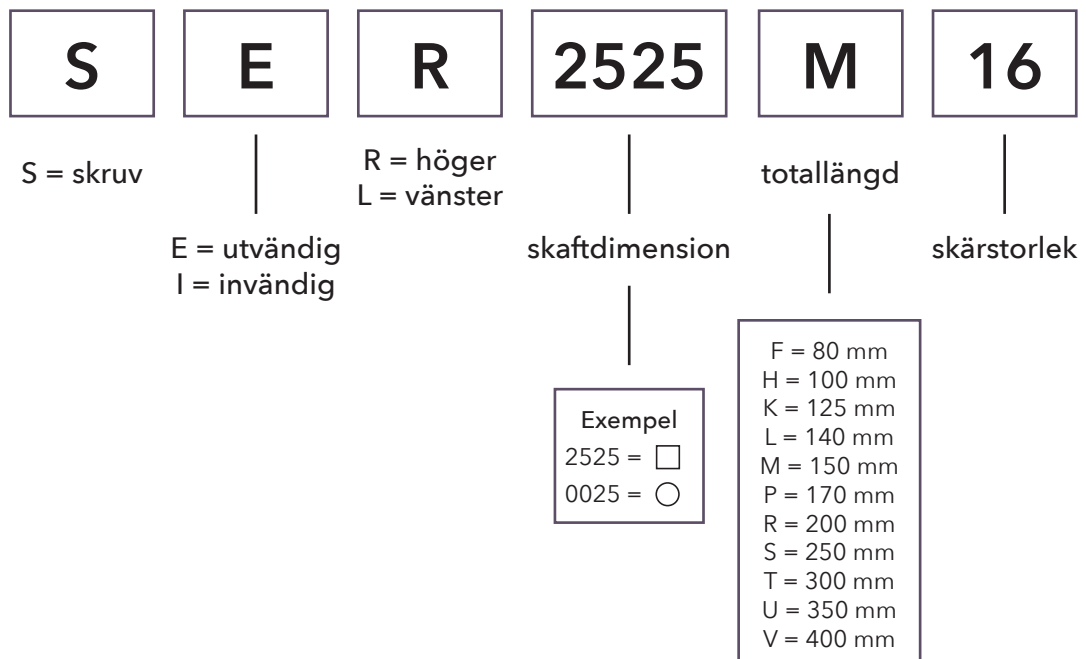 S E R 2525 M 16
S = skruv
E = utvändig
I = invändig
R = höger
L = vänster
skaftdimension
Exempel
2525 =
0025 =
totallängd
F = 80 mm
H = 100 mm
K = 125 mm
L = 140 mm
M = 150 mm
P = 170 mm
R = 200 mm
S = 250 mm
T = 300 mm
U = 350 mm
V = 400 mm
skärstorlek